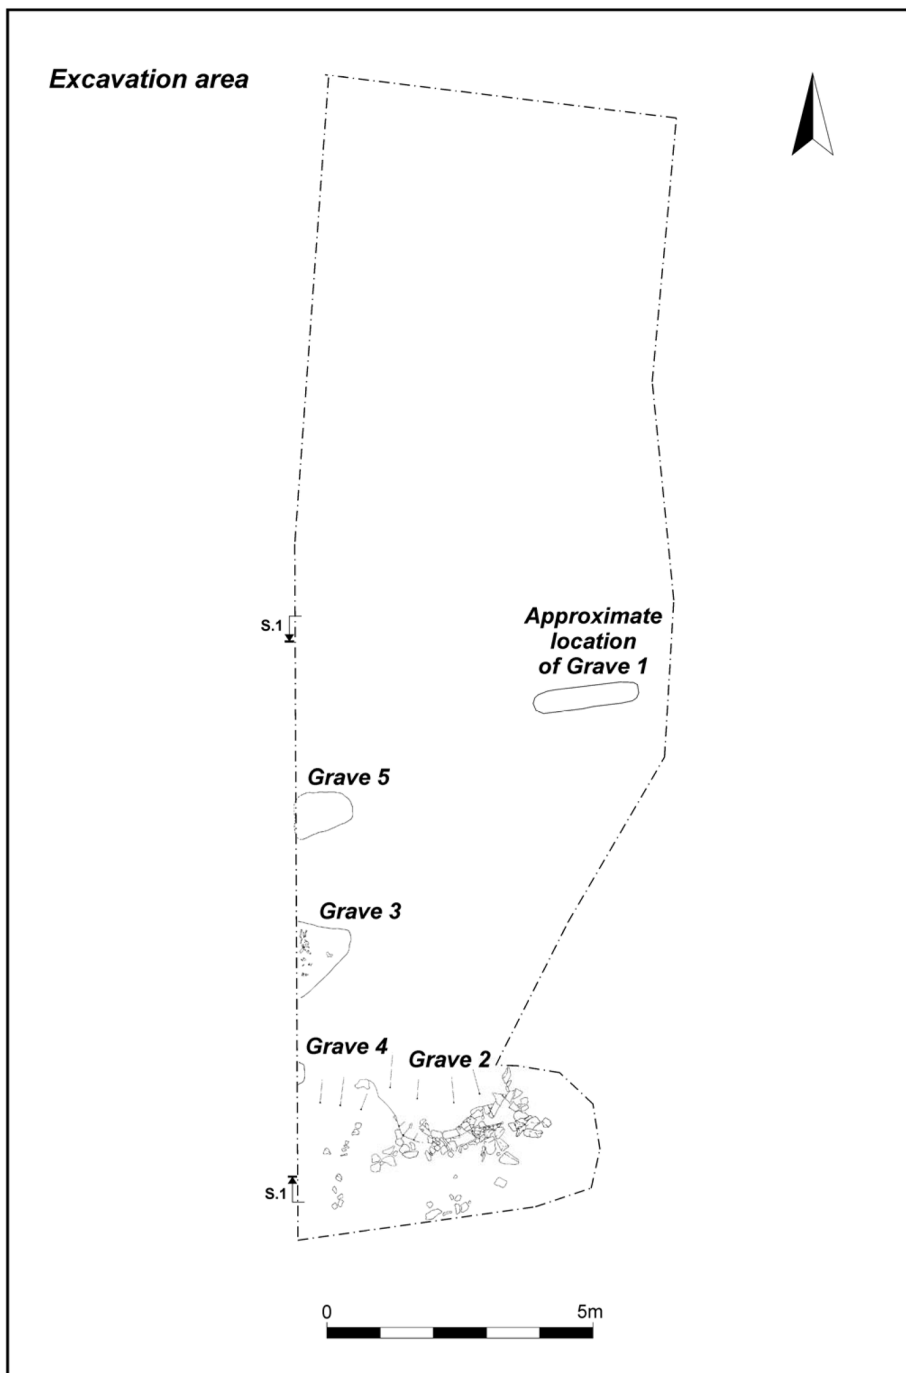 Excavation area
S.1
Approximate
location
of Grave 1
Grave 5
Grave 3
Grave 4
Grave 2
S.1
0
5m